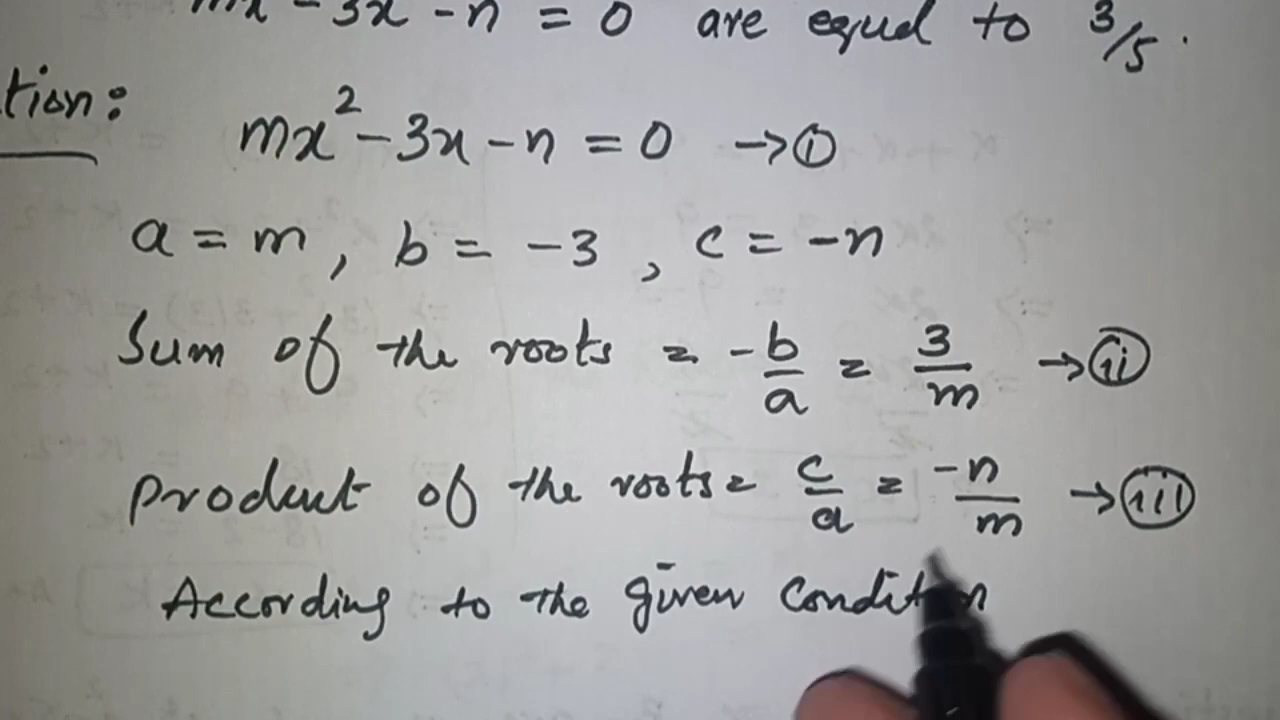 mx² - 3x - n = 0 are equal to 3/5.
tion:
mx² - 3x - n = 0 → (i)
a = m, b = -3, c = -n
Sum of the roots = -b/a = 3/m → (ii)
product of the roots = c/a = -n/m → (iii)
According to the given condition